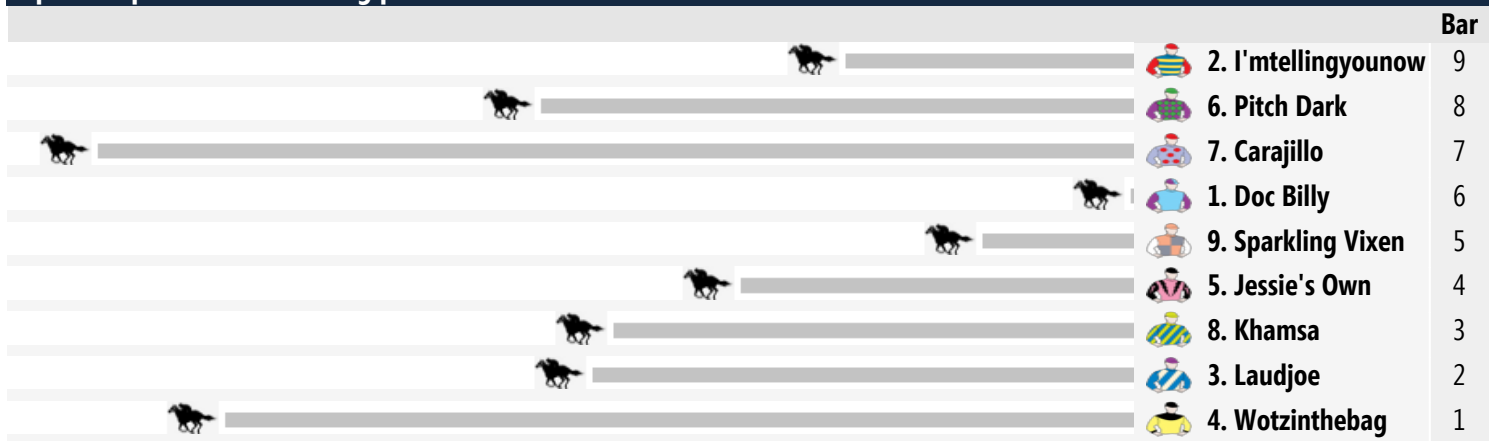 Bar
2. I'mtellingyounow 9
6. Pitch Dark 8
7. Carajillo 7
1. Doc Billy 6
9. Sparkling Vixen 5
5. Jessie's Own 4
8. Khamsa 3
3. Laudjoe 2
4. Wotzinthebag 1